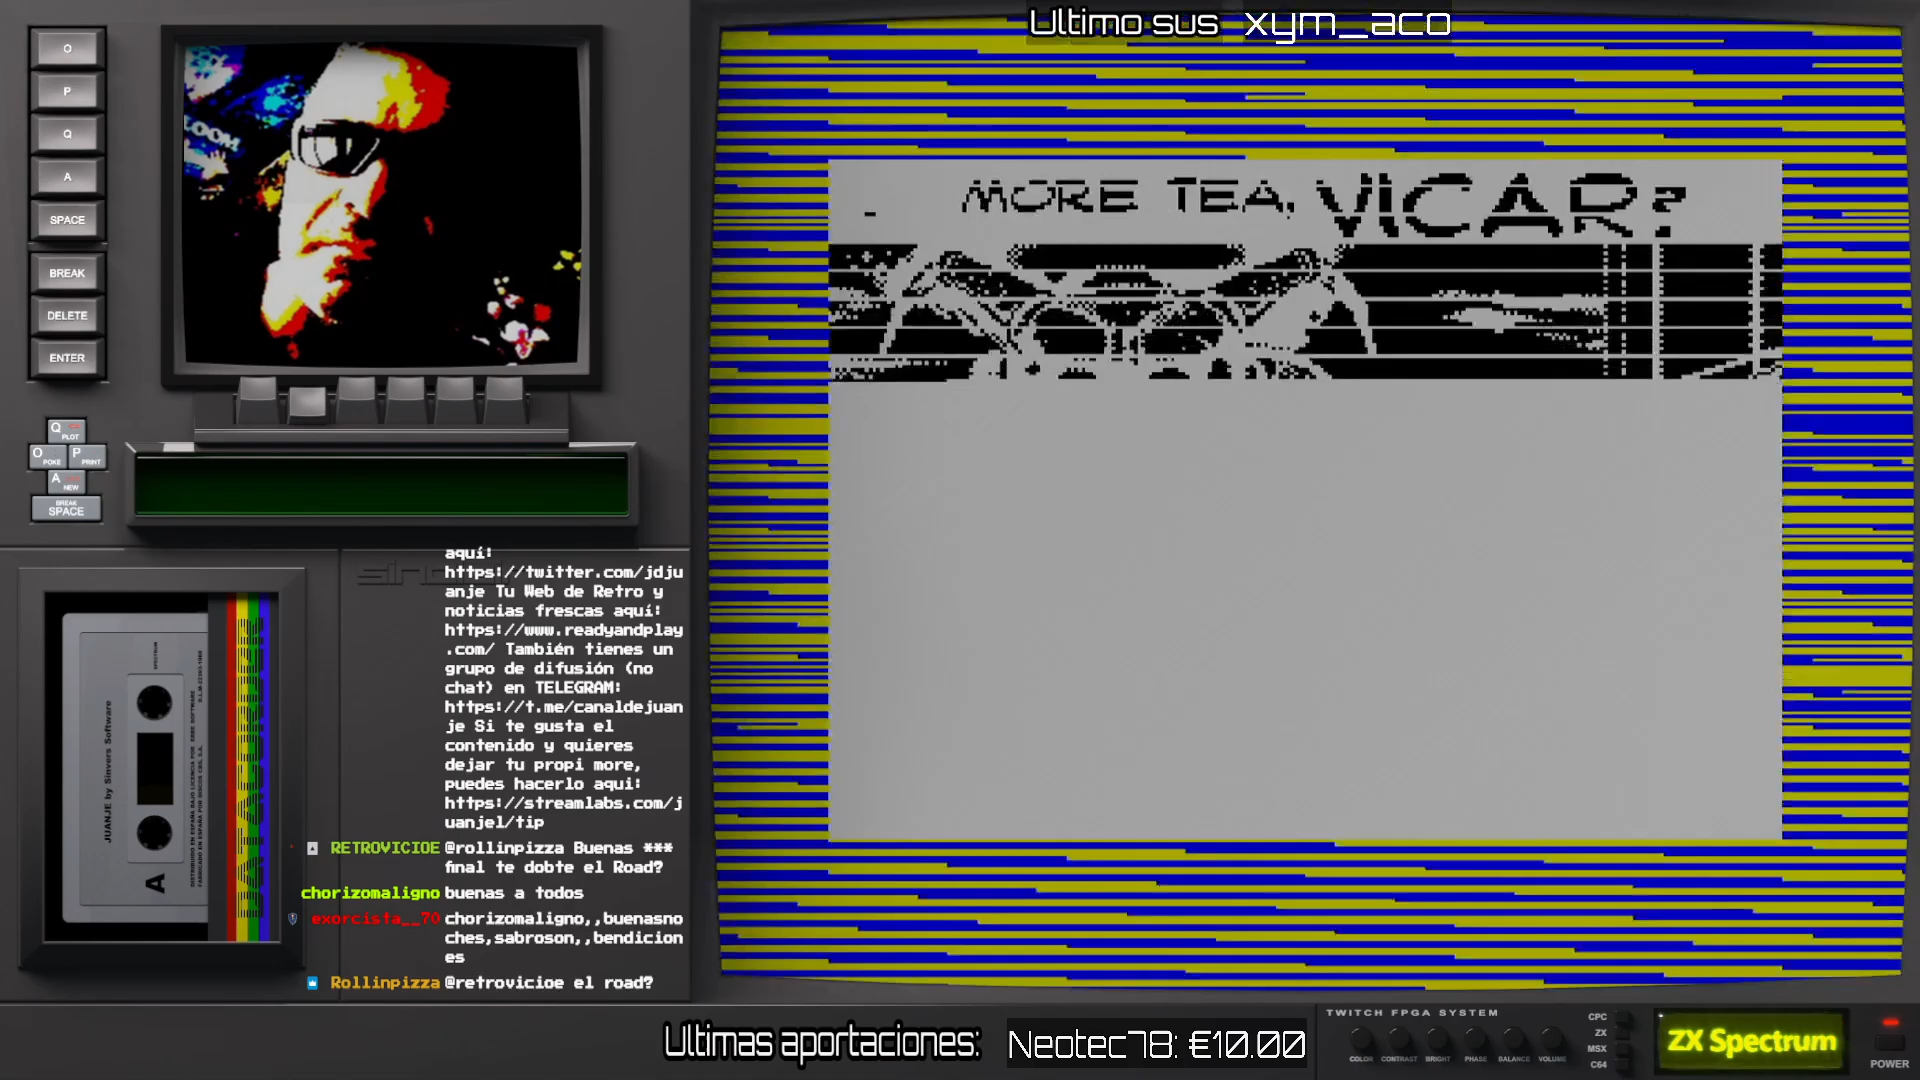 Ultimo sus xym_aco
O
P
Q
A
SPACE
BREAK
DELETE
ENTER
LOOM
MORE TEA, VICAR?
Q
PLOT
O
POKE
P
PRINT
A
NEW
BREAK
SPACE
sinclair
aquí:
https://twitter.com/jdju
anje Tu Web de Retro y
noticias frescas aquí:
https://www.readyandplay
.com/ También tienes un
grupo de difusión (no
chat) en TELEGRAM:
https://t.me/canaldejuan
je Si te gusta el
contenido y quieres
dejar tu propi more,
puedes hacerlo aqui:
https://streamlabs.com/j
uanjel/tip
RETROVICIOE @rollinpizza Buenas ***
final te dobte el Road?
chorizomaligno buenas a todos
exorcista__70 chorizomaligno,,buenasno
ches,sabroson,,bendicion
es
Rollinpizza @retrovicioe el road?
JUANJE by Sinvers Software
SPECTRUM
A
Ultimas aportaciones: Neotec78: €10.00
TWITCH FPGA SYSTEM
COLOR CONTRAST BRIGHT PHASE BALANCE VOLUME
CPC
ZX
MSX
C64
ZX Spectrum
POWER